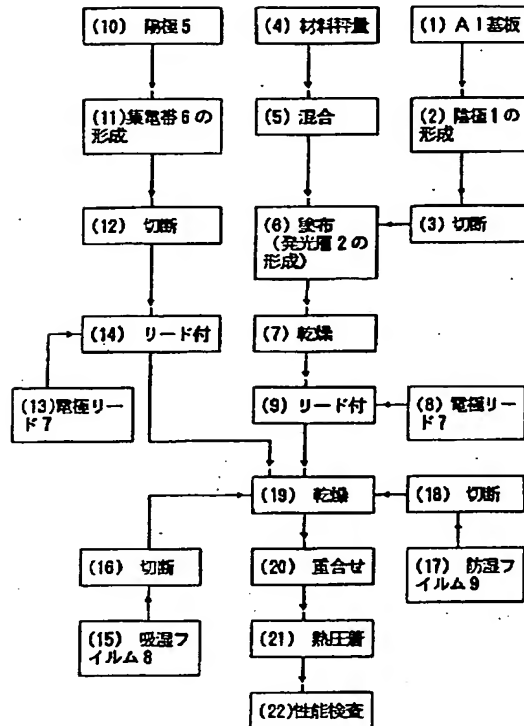 (10) 陽極5
(4) 材料秤量
(1) Al基板
(11)集電帯6の
形成
(5) 混合
(2) 陰極1の
形成
(12) 切断
(6) 塗布
(発光層2の
形成)
(3) 切断
(14) リード付
(7) 乾燥
(13)電極リー
ド7
(9) リード付
(8) 電極リー
ド7
(19) 乾燥
(18) 切断
(16) 切断
(20) 重合せ
(17) 防湿フ
イルム9
(15) 吸湿フ
イルム8
(21) 熱圧着
(22)性能検査